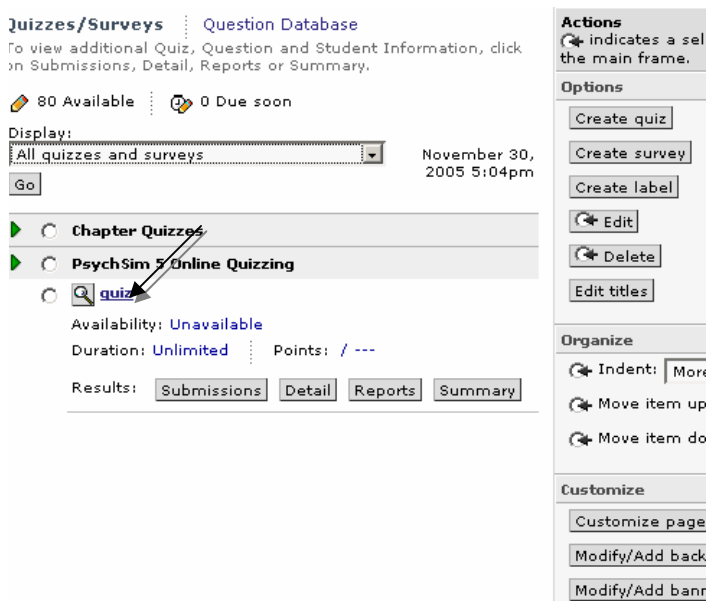 Quizzes/Surveys Question Database
To view additional Quiz, Question and Student Information, click
on Submissions, Detail, Reports or Summary.
80 Available 0 Due soon
Display:
All quizzes and surveys
November 30,
2005 5:04pm
Go
Chapter Quizzes
PsychSim 5 Online Quizzing
quiz
Availability: Unavailable
Duration: Unlimited Points: / ---
Results: Submissions Detail Reports Summary
Actions
indicates a sel
the main frame.
Options
Create quiz
Create survey
Create label
Edit
Delete
Edit titles
Organize
Indent: More
Move item up
Move item do
Customize
Customize page
Modify/Add back
Modify/Add bann